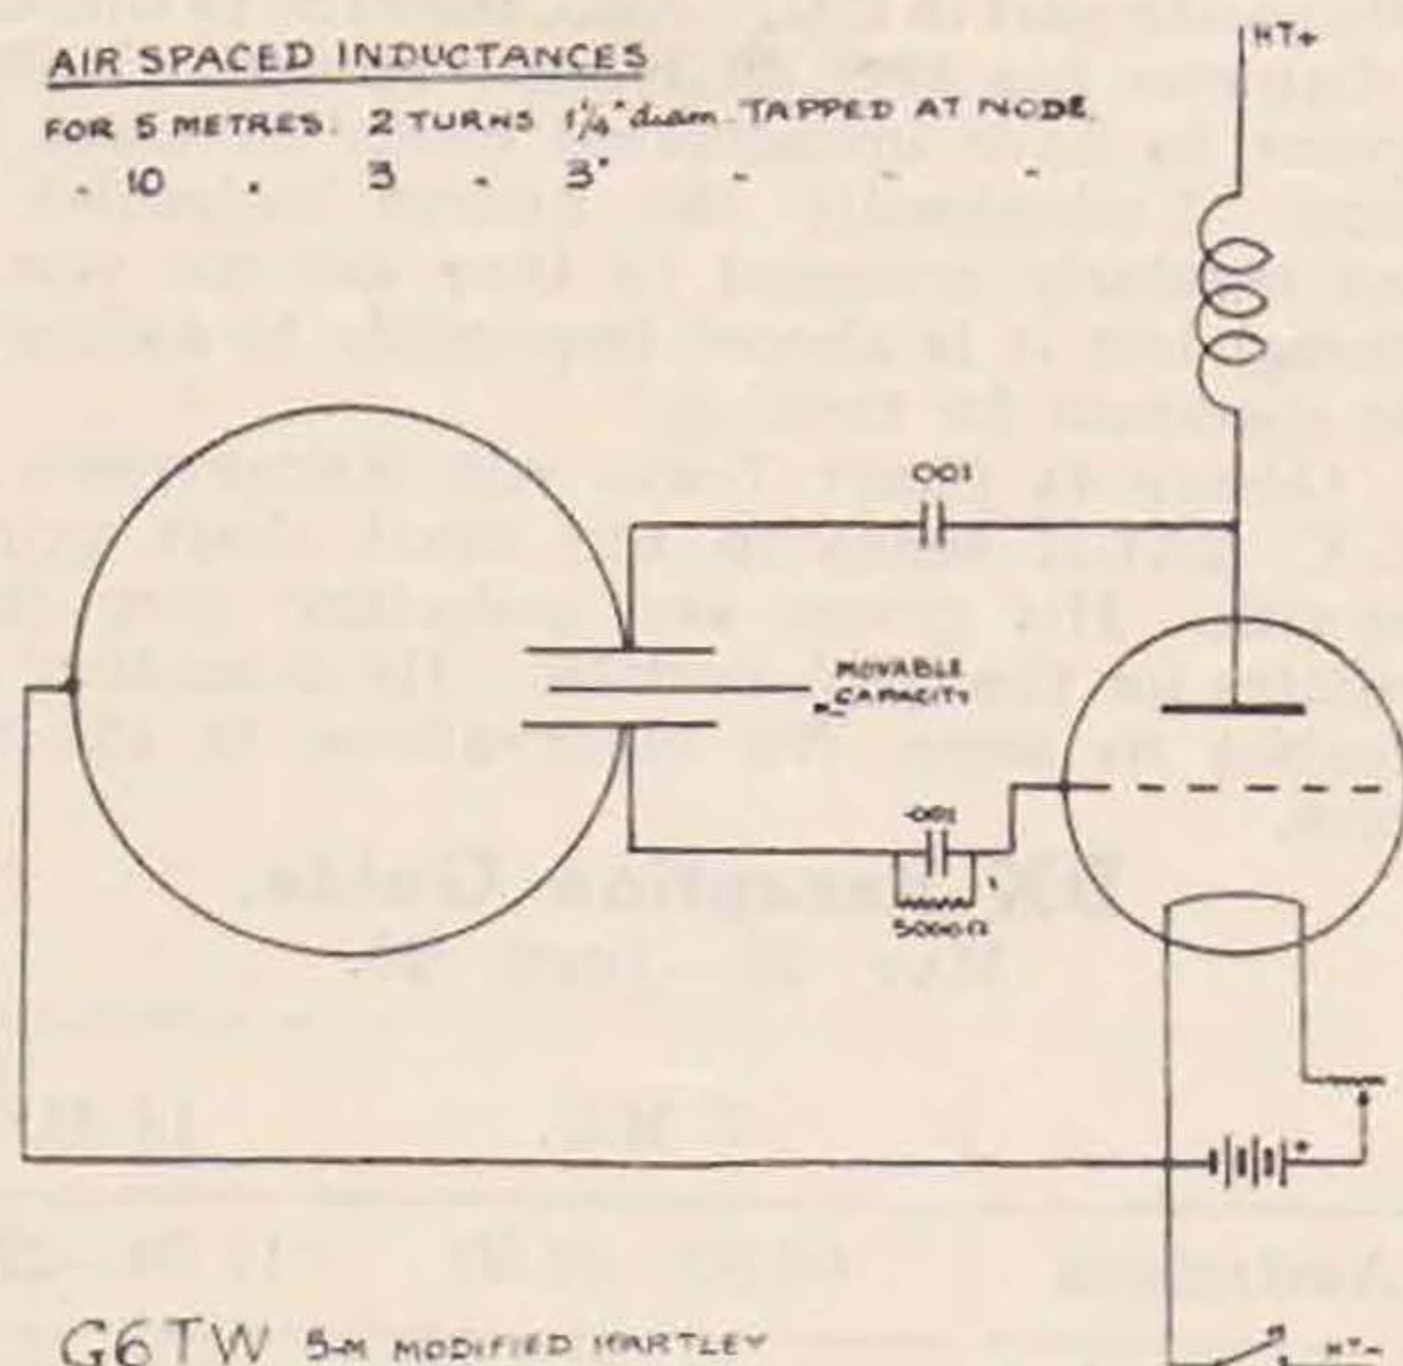 AIR SPACED INDUCTANCES
FOR 5 METRES. 2 TURNS 1¼" diam. TAPPED AT NODE.
- 10 . 3 - 3" - - -
HT+
001
MOVABLE
CAPACITY
.001
5000Ω
+
G6TW 5-M MODIFIED HARTLEY
HT-